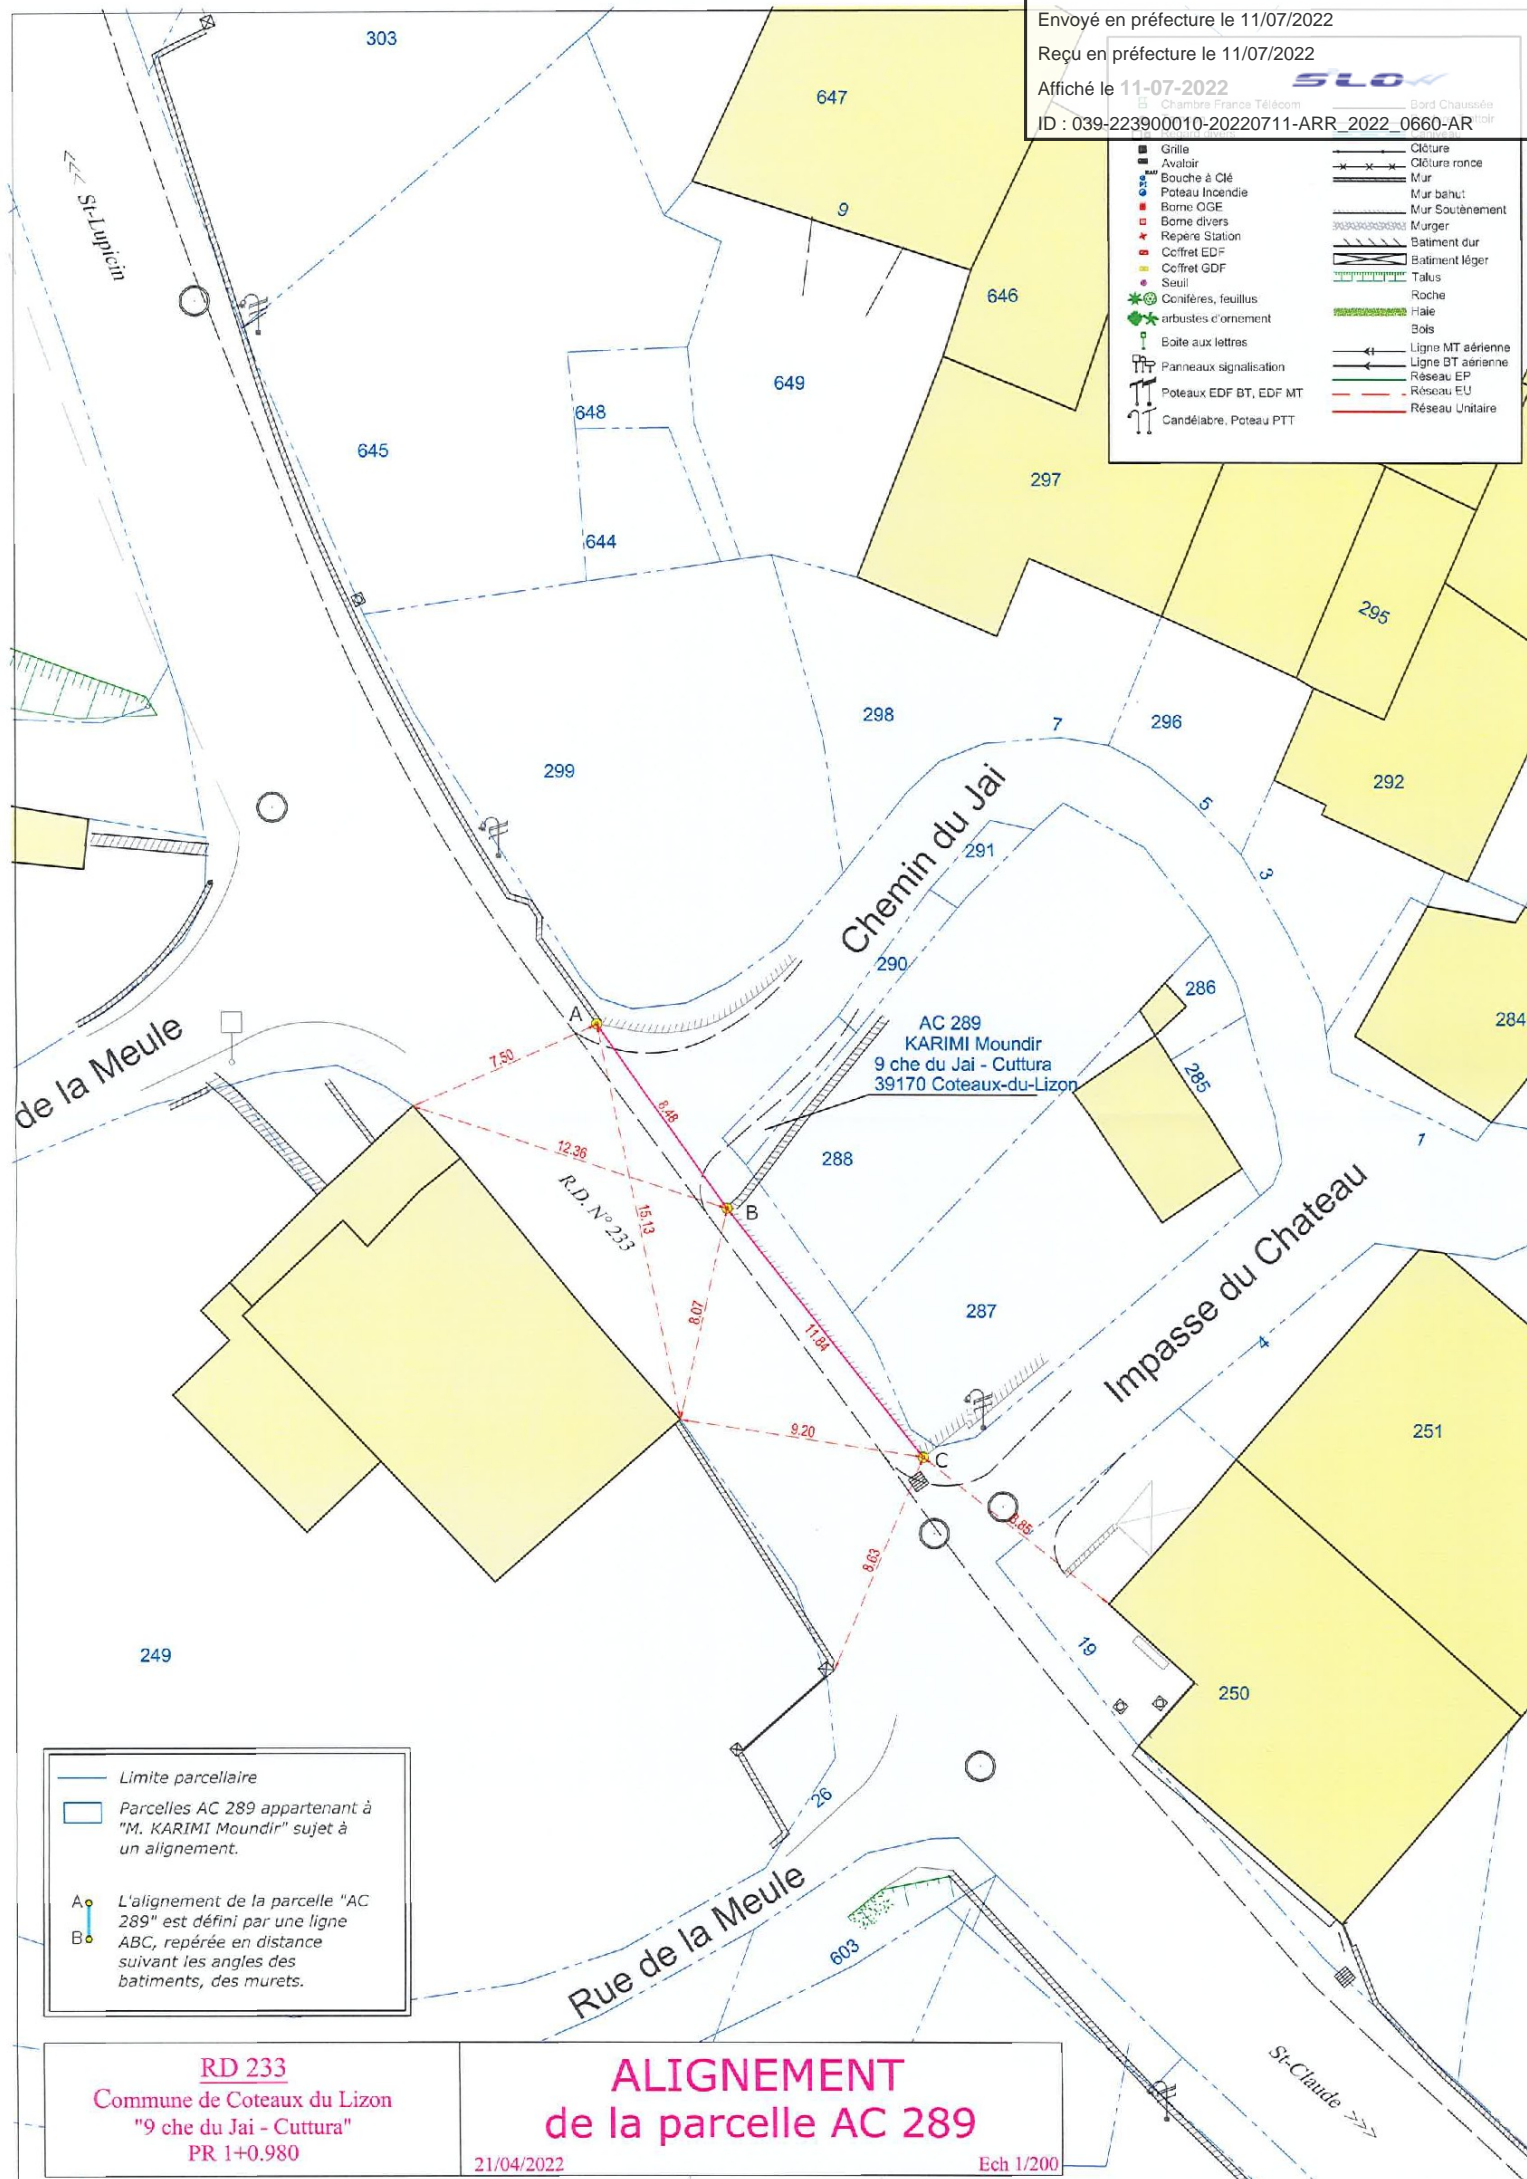 Envoyé en préfecture le 11/07/2022
Reçu en préfecture le 11/07/2022
Affiché le 11-07-2022
SLOW
ID : 039-223900010-20220711-ARR_2022_0660-AR
Chambre France Télécom
Grille
Avaloir
Bouche à Clé
Poteau Incendie
Borne OGE
Borne divers
Repère Station
Coffret EDF
Coffret GDF
Seuil
Conifères, feuillus
arbustes d'ornement
Boite aux lettres
Panneaux signalisation
Poteaux EDF BT, EDF MT
Candélabre, Poteau PTT
Bord Chaussée
Clôture
Clôture ronce
Mur
Mur bahut
Mur Soutènement
Murger
Batiment dur
Batiment léger
Talus
Roche
Haie
Bois
Ligne MT aérienne
Ligne BT aérienne
Réseau EP
Réseau EU
Réseau Unitaire
303
647
<<< St-Lupicin
9
646
649
648
645
297
644
295
298
7
296
299
292
5
Chemin du Jai
291
3
290
286
284
A
AC 289
KARIMI Moundir
9 che du Jai - Cuttura
39170 Coteaux-du-Lizon
de la Meule
7.50
8.48
285
12.36
288
1
R.D. N° 233
15.13
B
8.07
11.84
287
Impasse du Chateau
4
9.20
C
251
8.63
249
19
250
26
Limite parcellaire
Parcelles AC 289 appartenant à
"M. KARIMI Moundir" sujet à
un alignement.
A
B
L'alignement de la parcelle "AC
289" est défini par une ligne
ABC, repérée en distance
suivant les angles des
batiments, des murets.
Rue de la Meule
603
St-Claude >>>
RD 233
Commune de Coteaux du Lizon
"9 che du Jai - Cuttura"
PR 1+0.980
ALIGNEMENT
de la parcelle AC 289
21/04/2022
Ech 1/200